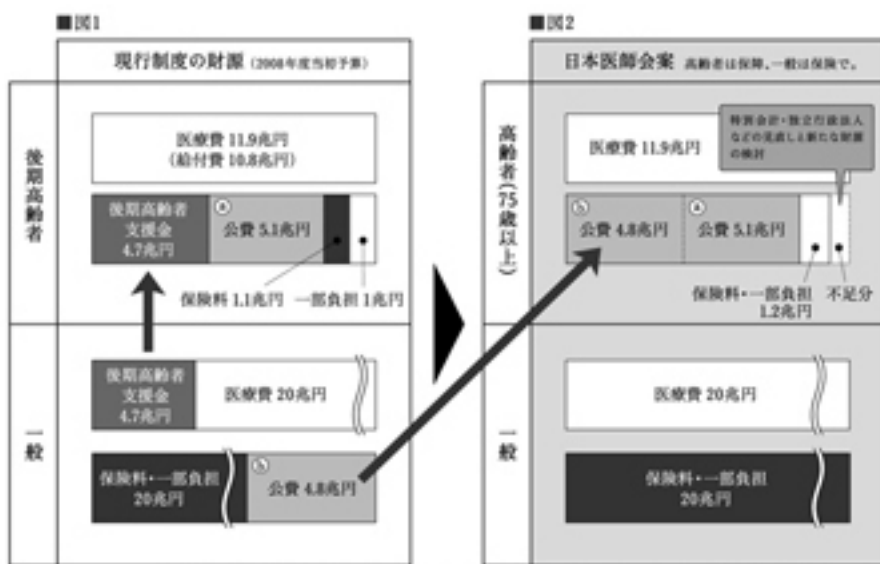 ■図1
現行制度の財源 (2008年度当初予算)
後期高齢者
医療費 11.9兆円
(給付費 10.8兆円)
後期高齢者
支援金
4.7兆円
ⓐ
公費 5.1兆円
保険料 1.1兆円
一部負担 1兆円
一般
後期高齢者
支援金
4.7兆円
医療費 20兆円
保険料・一部負担
20兆円
ⓑ
公費 4.8兆円
■図2
日本医師会案 高齢者は保障、一般は保険で。
高齢者(75歳以上)
医療費 11.9兆円
特別会計・独立行政法人
などの見直しと新たな財源
の検討
ⓑ
公費 4.8兆円
ⓐ
公費 5.1兆円
保険料・一部負担
1.2兆円
不足分
一般
医療費 20兆円
保険料・一部負担
20兆円